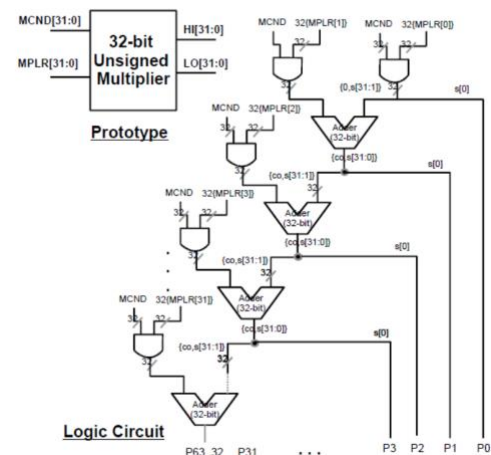 MCND[31:0]
MPLR[31:0]
32-bit
Unsigned
Multiplier
HI[31:0]
LO[31:0]
Prototype
MCND 32{MPLR[1]} MCND 32{MPLR[0]}
32 32 32 32
32 {0,s[31:1]} 32 s[0]
MCND 32{MPLR[2]}
Adder
(32-bit)
32 32
{co,s[31:0]}
32 {co,s[31:1]} 32 s[0]
MCND 32{MPLR[3]}
Adder
(32-bit)
32 32
{co,s[31:0]}
32 {co,s[31:1]} 32 s[0]
MCND 32{MPLR[31]}
Adder
(32-bit)
32 32
{co,s[31:0]}
32 {co,s[31:1]} 32 s[0]
Adder
(32-bit)
Logic Circuit
P63..32 P31 . . . P3 P2 P1 P0